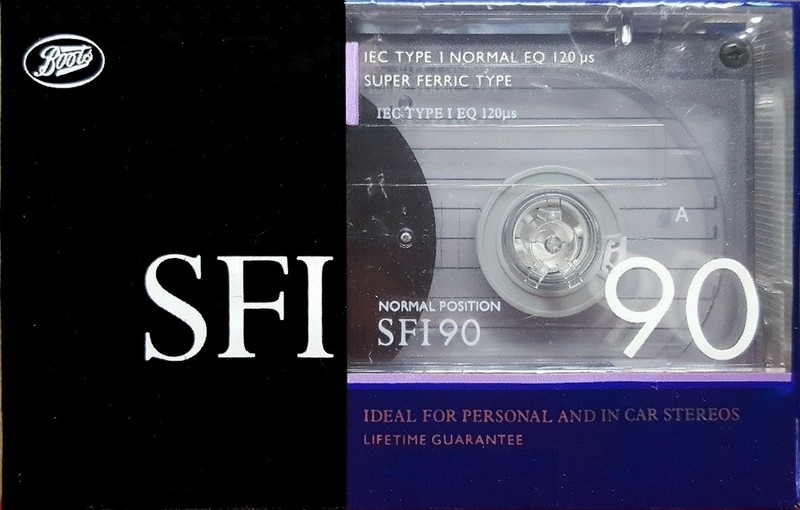 Boots
IEC TYPE I NORMAL EQ 120 µs
SUPER FERRIC TYPE
IEC TYPE I EQ 120µs
A
SFI
90
NORMAL POSITION
SFI 90
IDEAL FOR PERSONAL AND IN CAR STEREOS
LIFETIME GUARANTEE